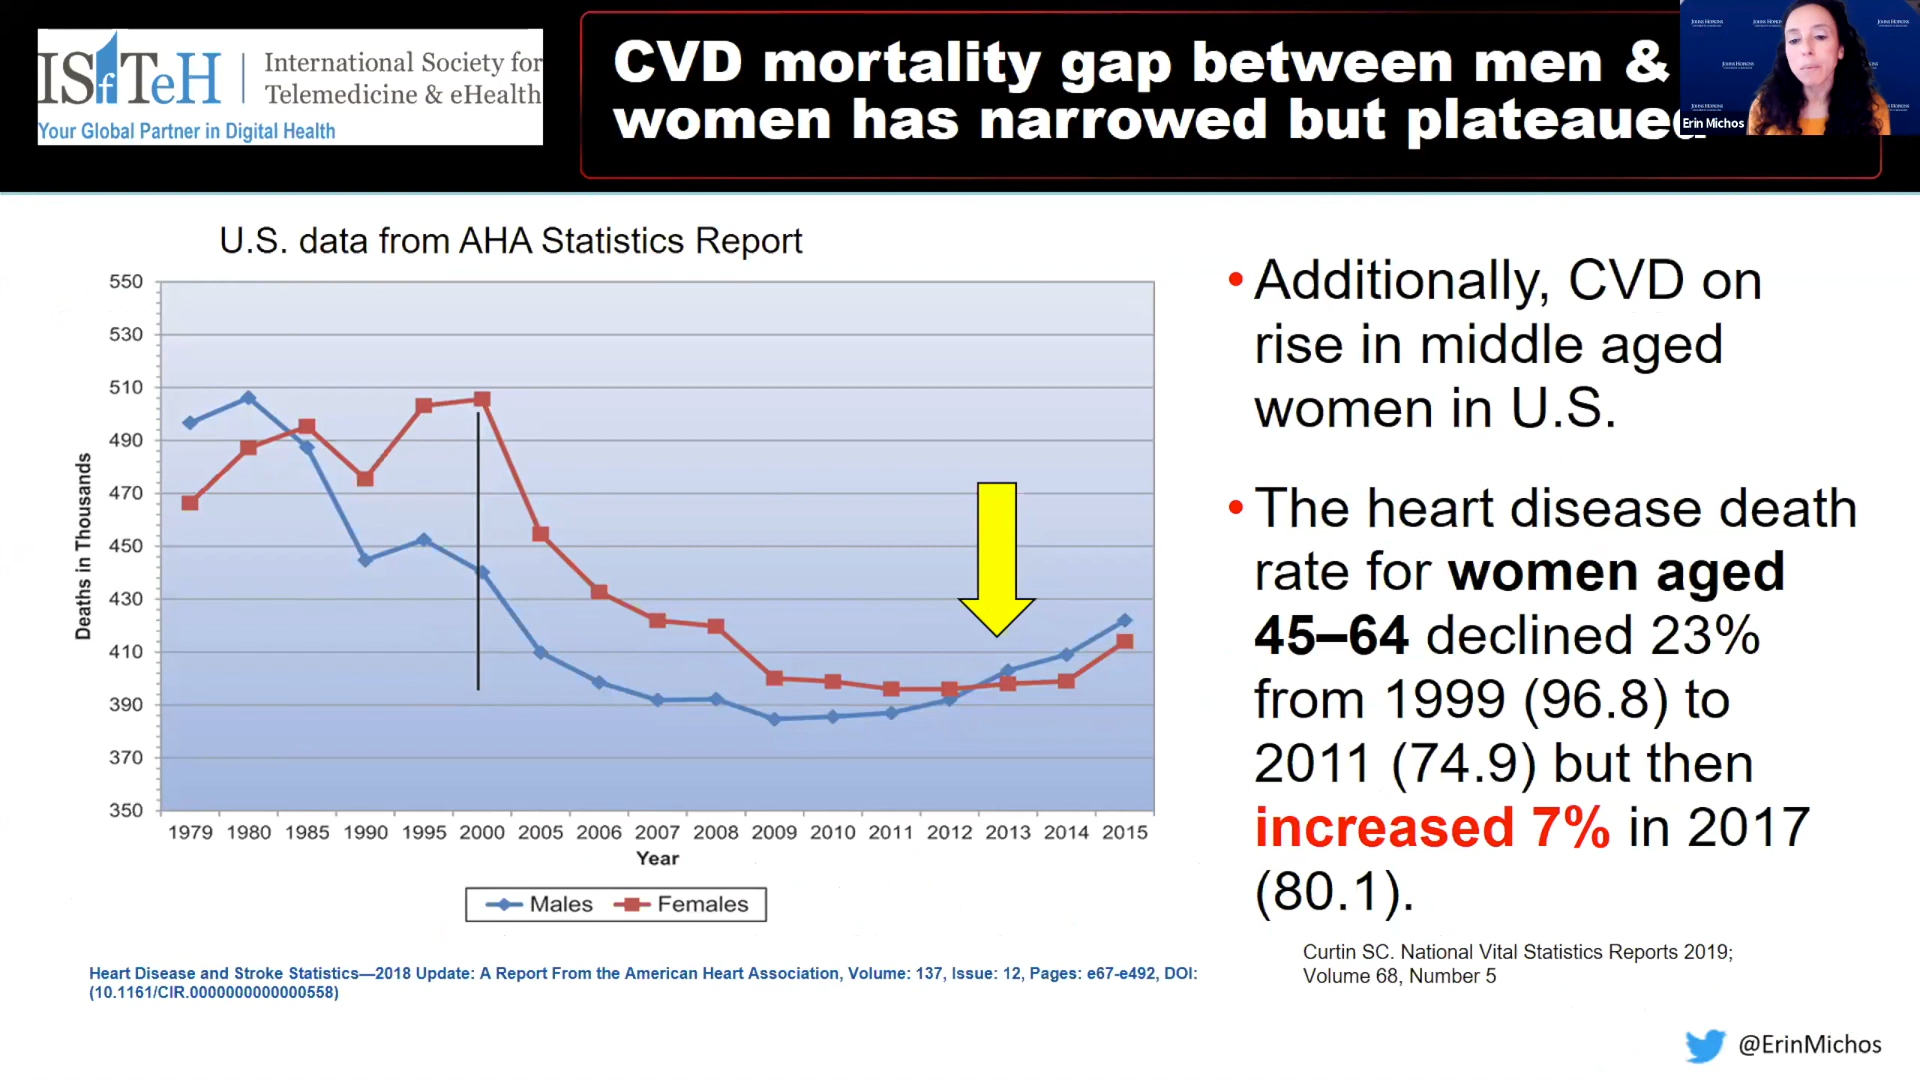 ISfTeH
International Society for
Telemedicine & eHealth
Your Global Partner in Digital Health
CVD mortality gap between men &
women has narrowed but plateaued
Erin Michos
U.S. data from AHA Statistics Report
550
530
510
490
470
450
430
410
390
370
350
Deaths in Thousands
1979 1980 1985 1990 1995 2000 2005 2006 2007 2008 2009 2010 2011 2012 2013 2014 2015
Year
Males Females
•Additionally, CVD on
rise in middle aged
women in U.S.
•The heart disease death
rate for women aged
45–64 declined 23%
from 1999 (96.8) to
2011 (74.9) but then
increased 7% in 2017
(80.1).
Curtin SC. National Vital Statistics Reports 2019;
Volume 68, Number 5
Heart Disease and Stroke Statistics—2018 Update: A Report From the American Heart Association, Volume: 137, Issue: 12, Pages: e67-e492, DOI:
(10.1161/CIR.0000000000000558)
@ErinMichos